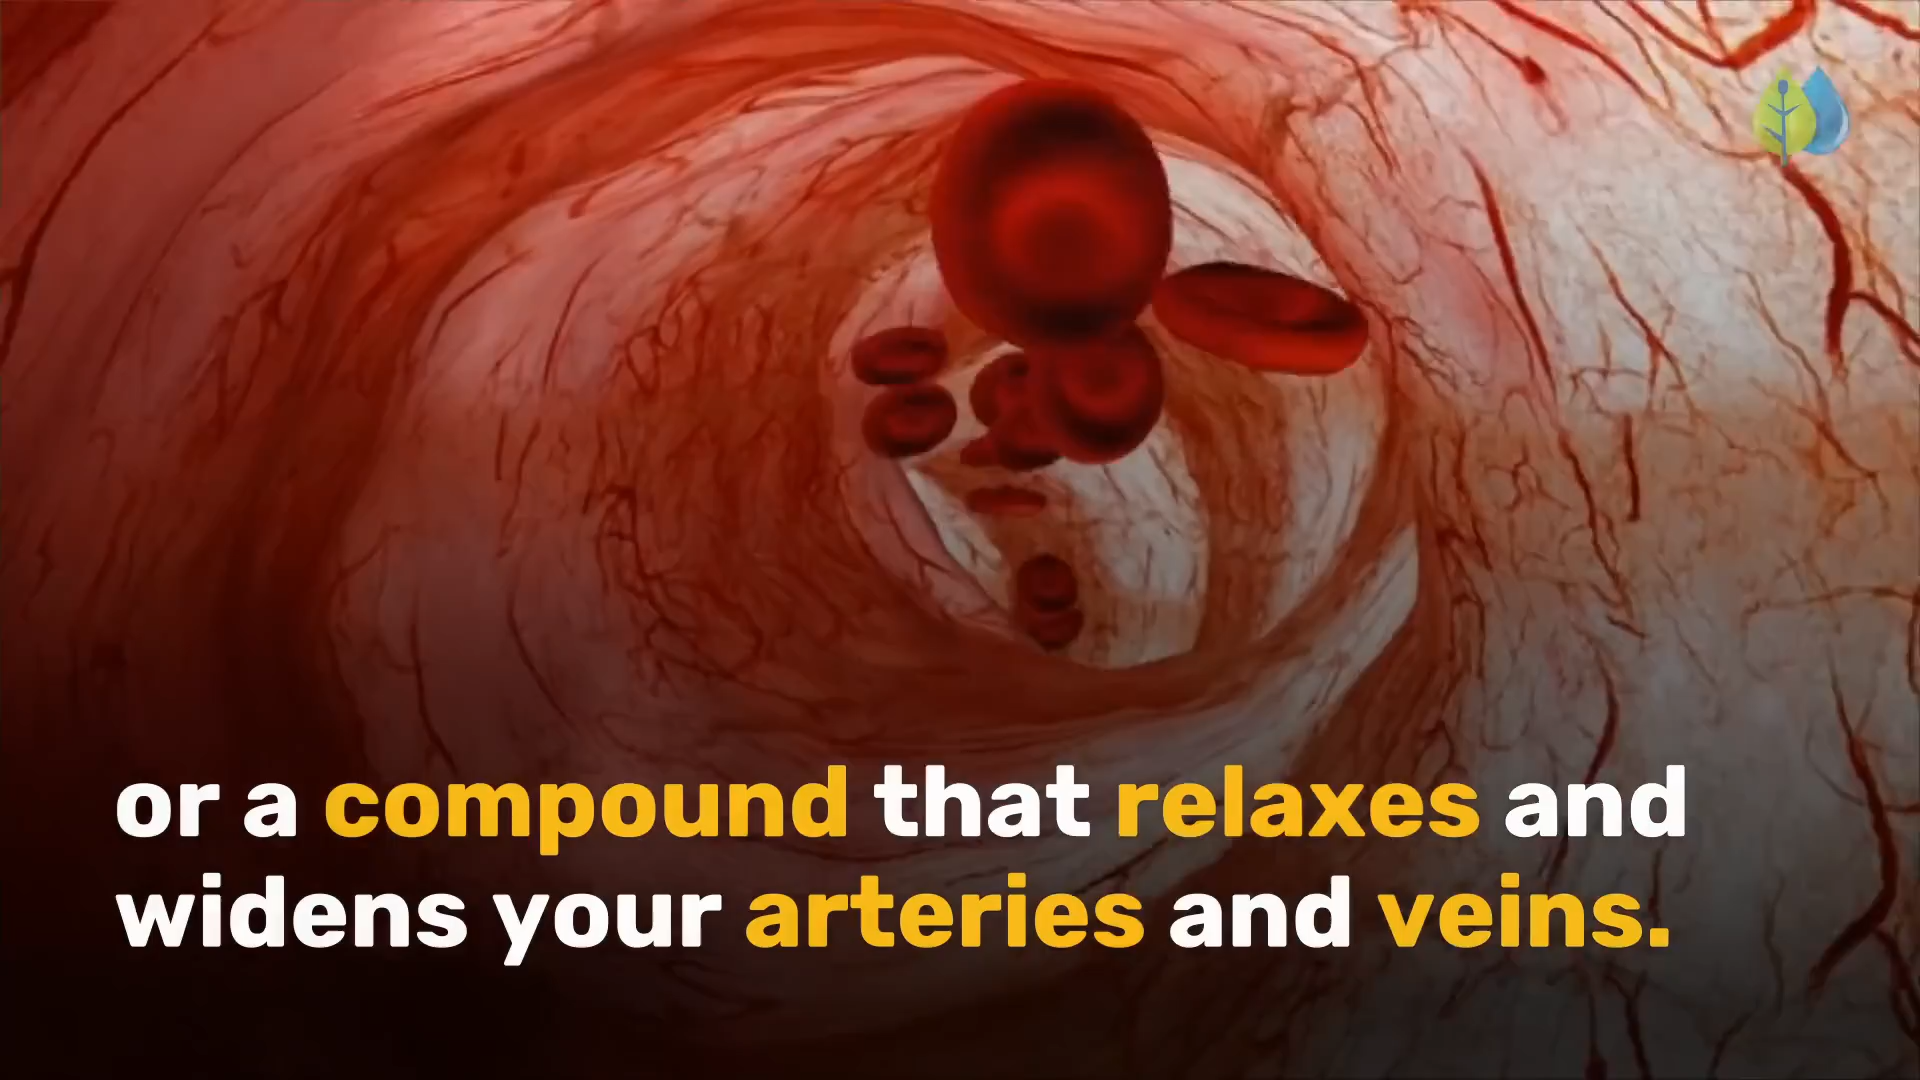 or a compound that relaxes and
widens your arteries and veins.